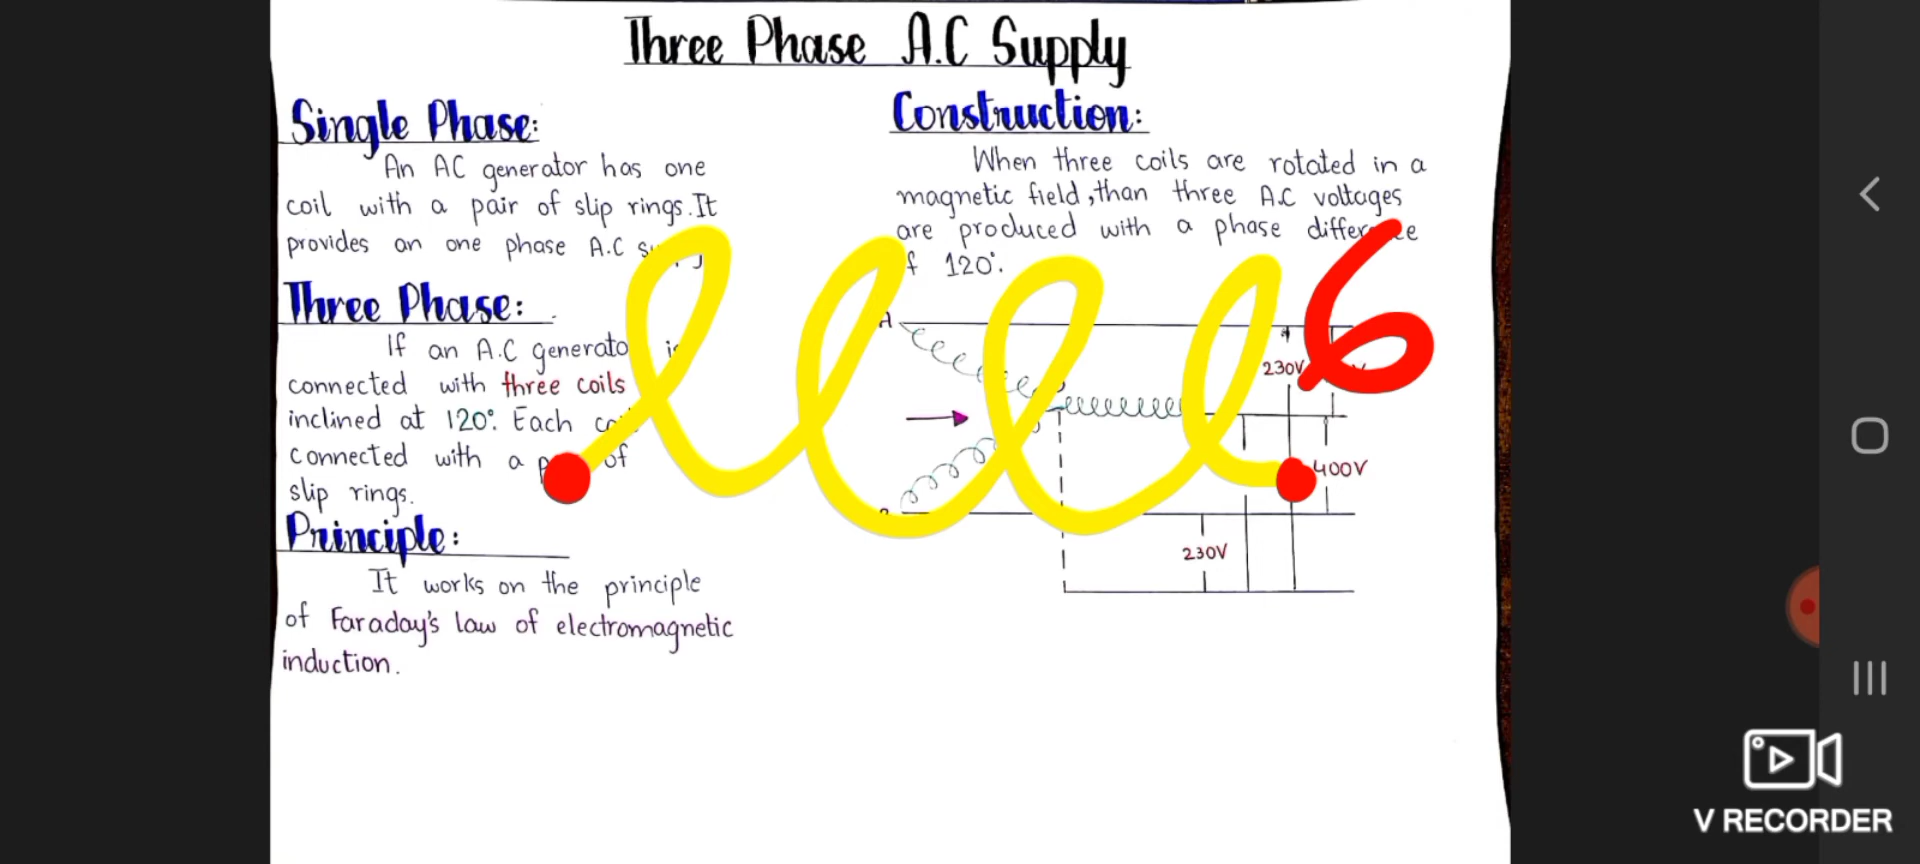 Three Phase A.C Supply
Single Phase:
An AC generator has one
coil with a pair of slip rings. It
provides an one phase A.C
Three Phase:
If an A.C generato
connected with three coils
inclined at 120°. Each
connected with a of
slip rings.
Principle:
It works on the principle
of Faraday's law of electromagnetic
induction.
Construction:
When three coils are rotated in a
magnetic field, than three A.C voltages
are produced with a phase difference
f 120°.
A
230V
400V
230V
6
V RECORDER